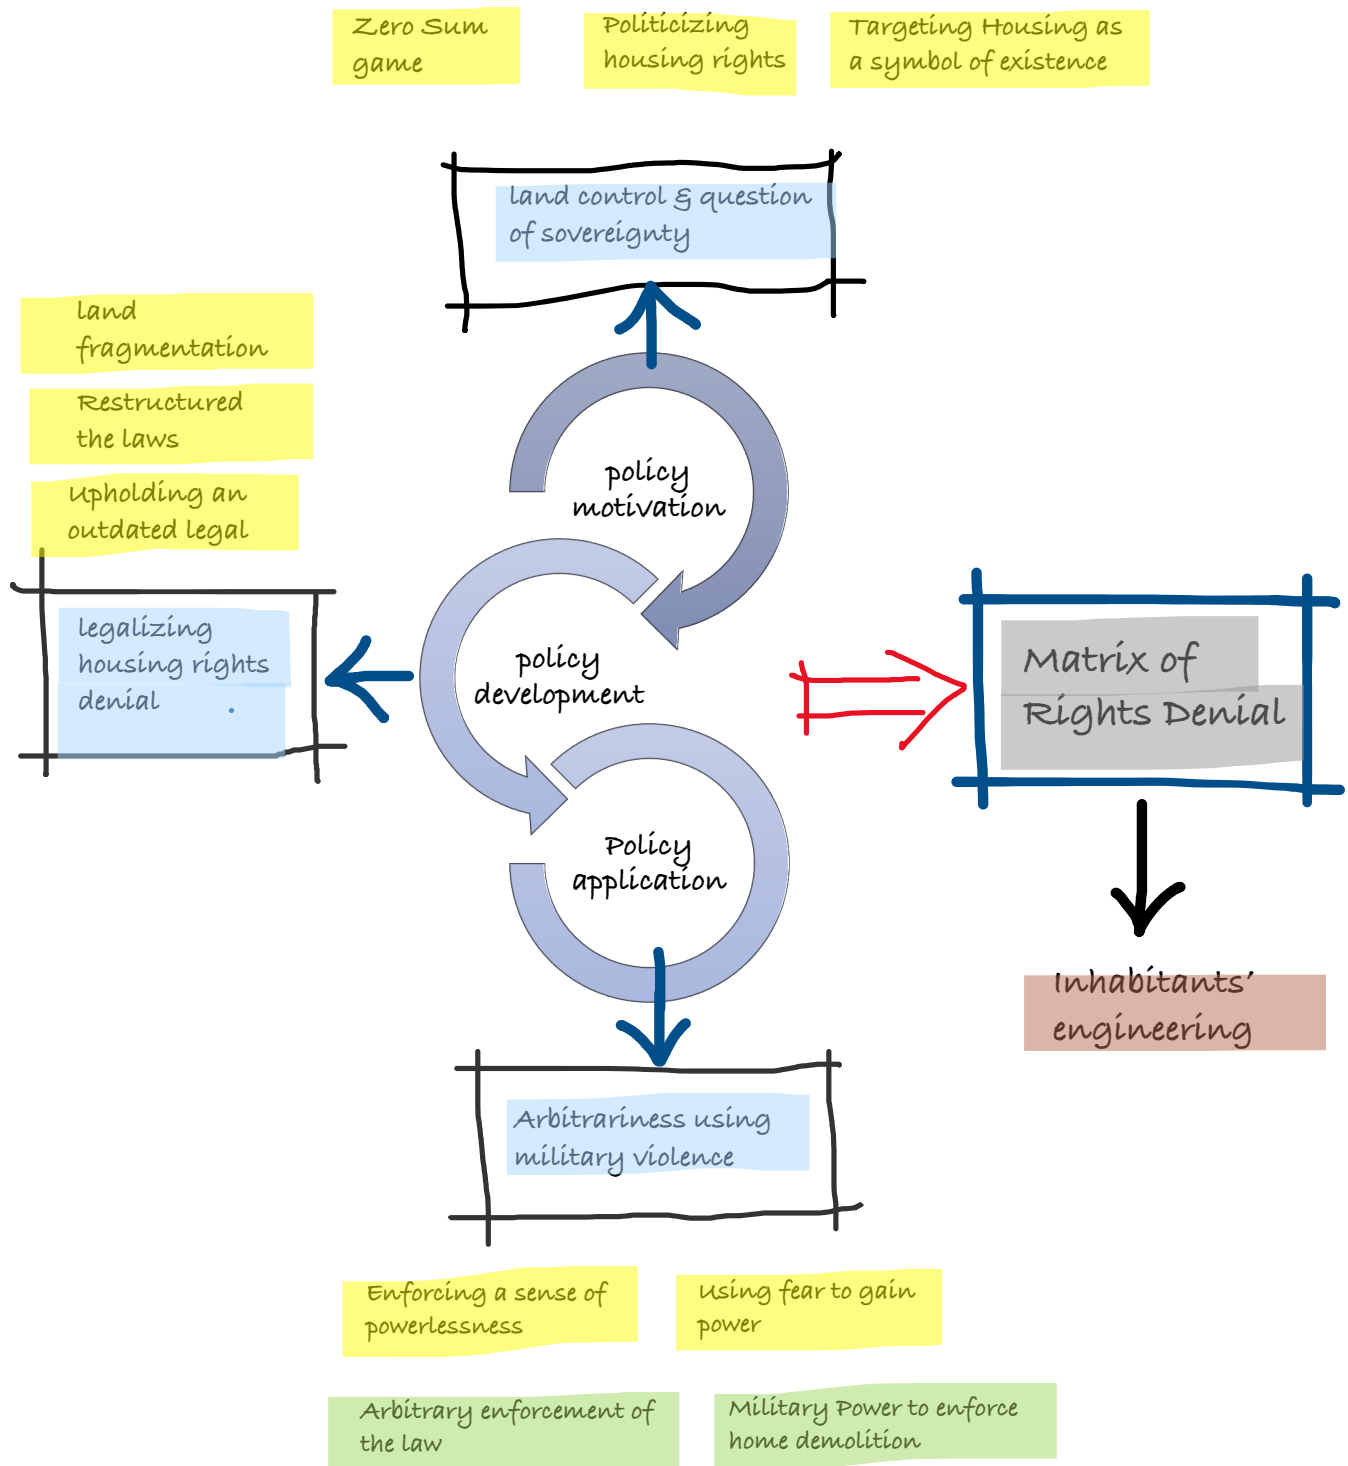 Zero Sum
game
Politicizing
housing rights
Targeting Housing as
a symbol of existence
land control & question
of sovereignty
land
fragmentation
Restructured
the laws
Upholding an
outdated legal
legalizing
housing rights
denial
policy
motivation
policy
development
Policy
application
Matrix of
Rights Denial
Inhabitants'
engineering
Arbitrariness using
military violence
Enforcing a sense of
powerlessness
Using fear to gain
power
Arbitrary enforcement of
the law
Military Power to enforce
home demolition